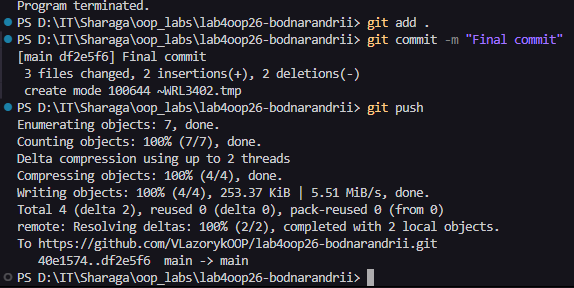 Program terminated.
PS D:\IT\Sharaga\oop_labs\lab4oop26-bodnarandrii> git add .
PS D:\IT\Sharaga\oop_labs\lab4oop26-bodnarandrii> git commit -m "Final commit"
[main df2e5f6] Final commit
 3 files changed, 2 insertions(+), 2 deletions(-)
 create mode 100644 ~WRL3402.tmp
PS D:\IT\Sharaga\oop_labs\lab4oop26-bodnarandrii> git push
Enumerating objects: 7, done.
Counting objects: 100% (7/7), done.
Delta compression using up to 2 threads
Compressing objects: 100% (4/4), done.
Writing objects: 100% (4/4), 253.37 KiB | 5.51 MiB/s, done.
Total 4 (delta 2), reused 0 (delta 0), pack-reused 0 (from 0)
remote: Resolving deltas: 100% (2/2), completed with 2 local objects.
To https://github.com/VLazorykOOP/lab4oop26-bodnarandrii.git
   40e1574..df2e5f6  main -> main
PS D:\IT\Sharaga\oop_labs\lab4oop26-bodnarandrii>